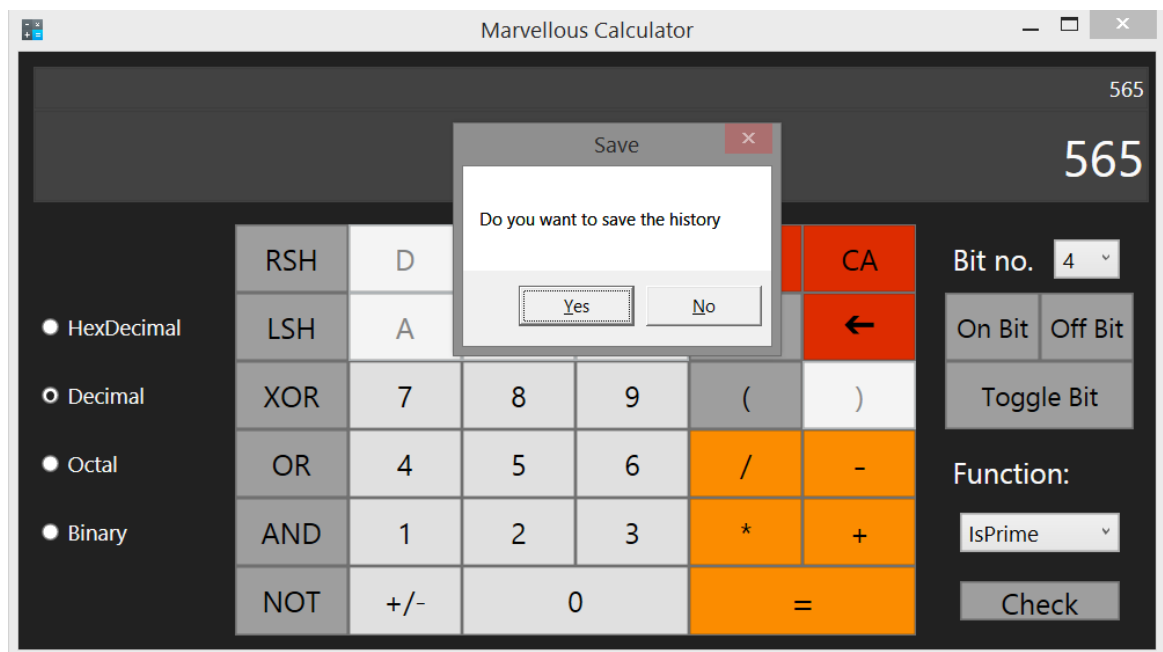 Marvellous Calculator
565
565
Save
Do you want to save the history
Yes No
RSH D CA Bit no. 4
HexDecimal LSH A ← On Bit Off Bit
Decimal XOR 7 8 9 ( ) Toggle Bit
Octal OR 4 5 6 / - Function:
Binary AND 1 2 3 * + IsPrime
NOT +/- 0 = Check